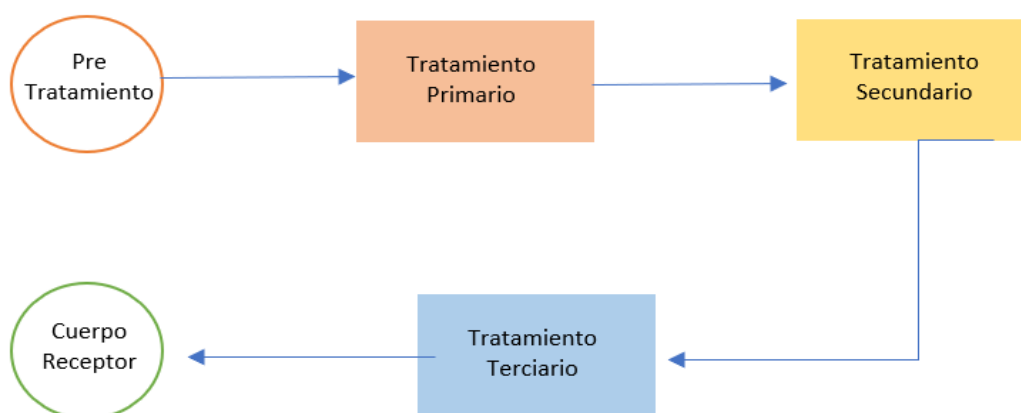 Pre
Tratamiento
Tratamiento
Primario
Tratamiento
Secundario
Tratamiento
Terciario
Cuerpo
Receptor